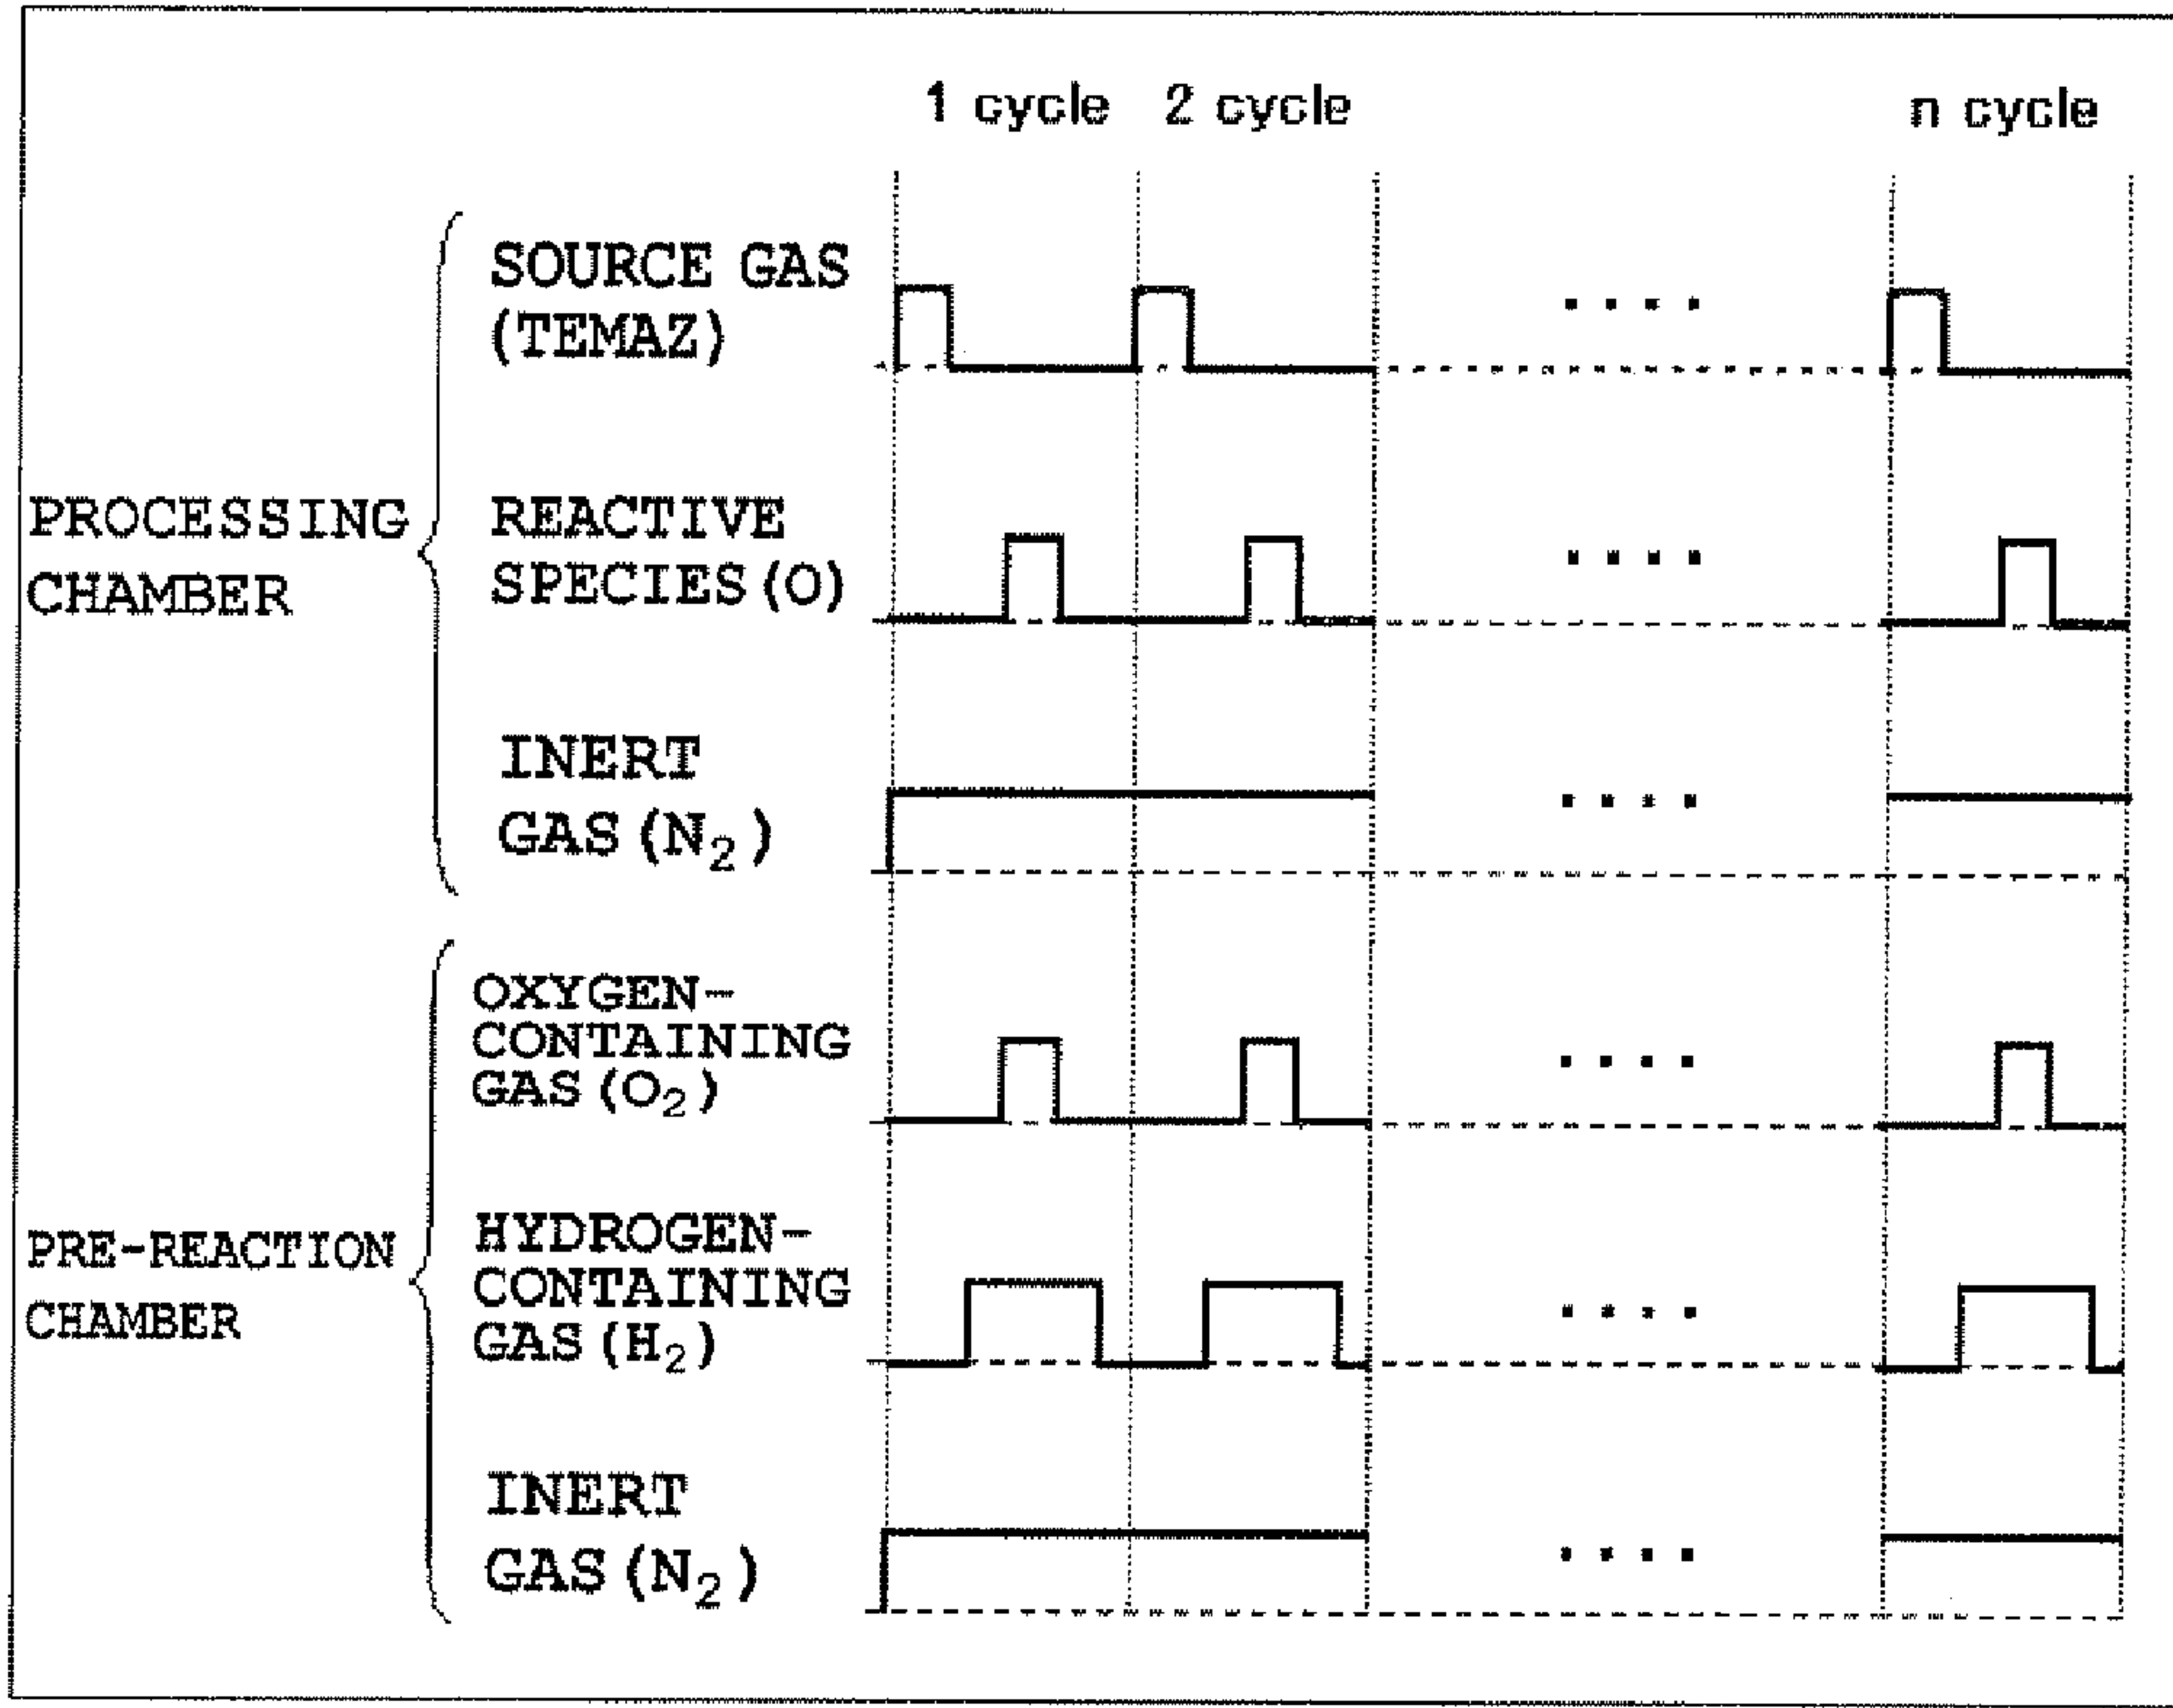 1 cycle 2 cycle n cycle
SOURCE GAS
(TEMAZ)
PROCESSING
CHAMBER
REACTIVE
SPECIES(O)
INERT
GAS(N₂)
OXYGEN-
CONTAINING
GAS(O₂)
PRE-REACTION
CHAMBER
HYDROGEN-
CONTAINING
GAS(H₂)
INERT
GAS(N₂)